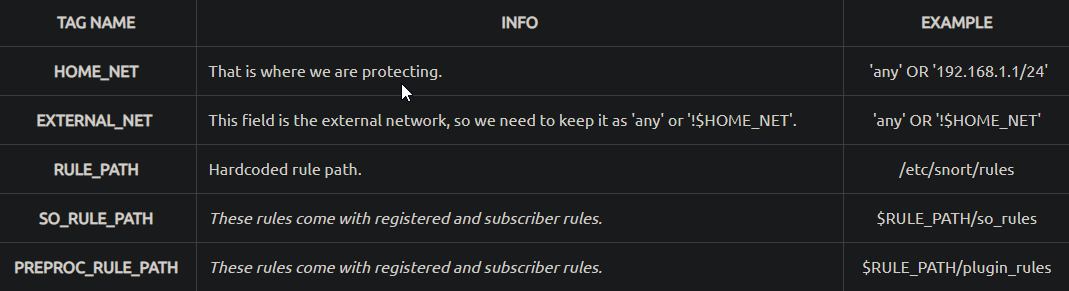 TAG NAME INFO EXAMPLE
HOME_NET That is where we are protecting. 'any' OR '192.168.1.1/24'
EXTERNAL_NET This field is the external network, so we need to keep it as 'any' or '!$HOME_NET'. 'any' OR '!$HOME_NET'
RULE_PATH Hardcoded rule path. /etc/snort/rules
SO_RULE_PATH These rules come with registered and subscriber rules. $RULE_PATH/so_rules
PREPROC_RULE_PATH These rules come with registered and subscriber rules. $RULE_PATH/plugin_rules